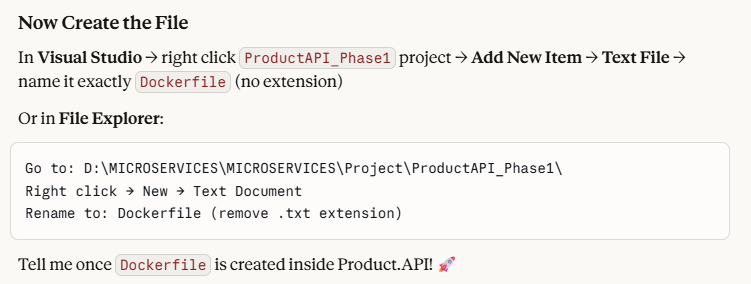 Now Create the File
In Visual Studio → right click ProductAPI_Phase1 project → Add New Item → Text File →
name it exactly Dockerfile (no extension)
Or in File Explorer:
Go to: D:\MICROSERVICES\MICROSERVICES\Project\ProductAPI_Phase1\
Right click → New → Text Document
Rename to: Dockerfile (remove .txt extension)
Tell me once Dockerfile is created inside Product.API! 🚀